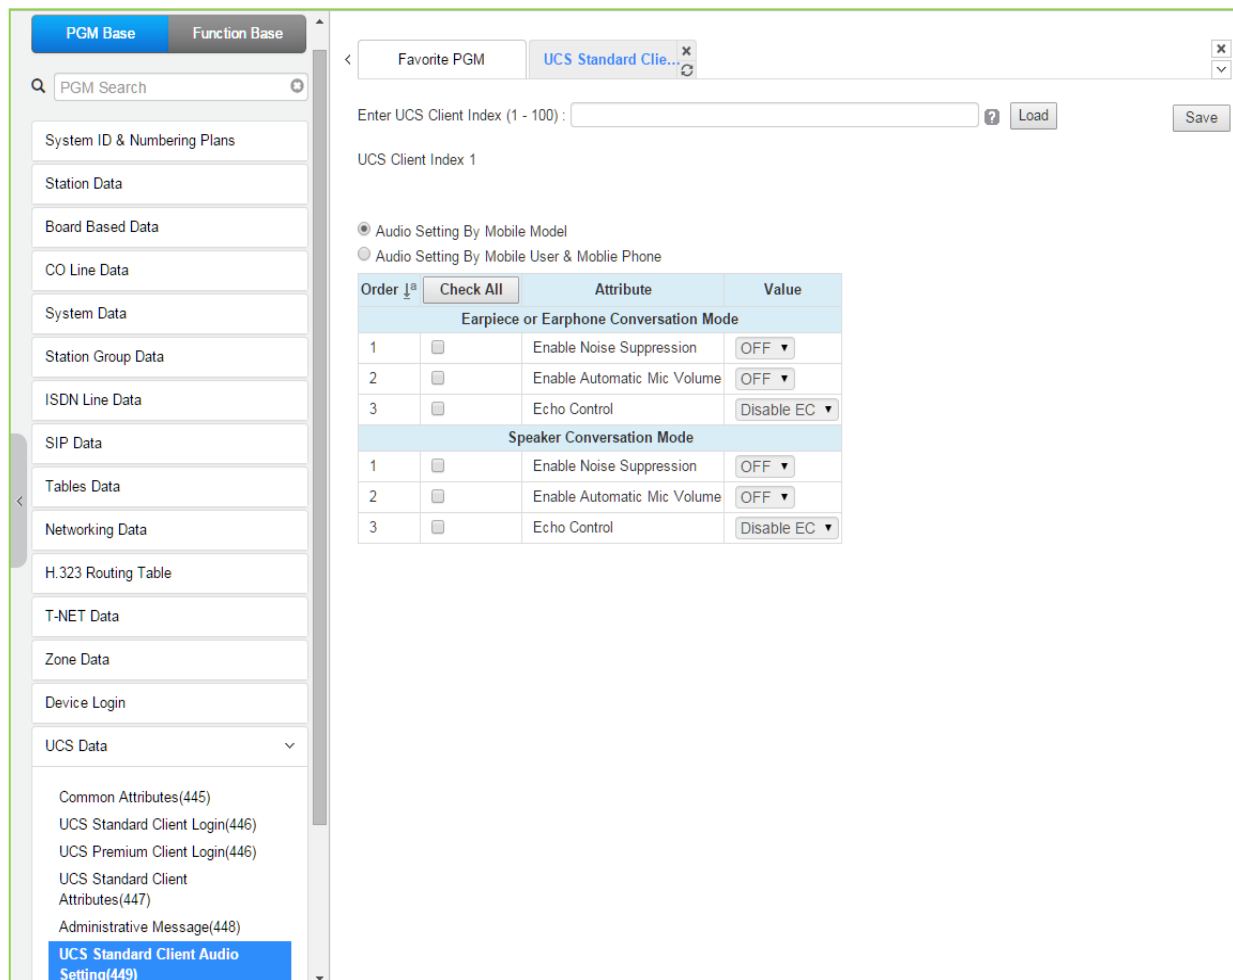 PGM Base
Function Base
PGM Search
System ID & Numbering Plans
Station Data
Board Based Data
CO Line Data
System Data
Station Group Data
ISDN Line Data
SIP Data
Tables Data
Networking Data
H.323 Routing Table
T-NET Data
Zone Data
Device Login
UCS Data
Common Attributes(445)
UCS Standard Client Login(446)
UCS Premium Client Login(446)
UCS Standard Client
Attributes(447)
Administrative Message(448)
UCS Standard Client Audio
Setting(449)
Favorite PGM
UCS Standard Clie...
Enter UCS Client Index (1 - 100) :
?
Load
Save
UCS Client Index 1
Audio Setting By Mobile Model
Audio Setting By Mobile User & Moblie Phone
Order Check All Attribute Value
Earpiece or Earphone Conversation Mode
1 Enable Noise Suppression OFF
2 Enable Automatic Mic Volume OFF
3 Echo Control Disable EC
Speaker Conversation Mode
1 Enable Noise Suppression OFF
2 Enable Automatic Mic Volume OFF
3 Echo Control Disable EC